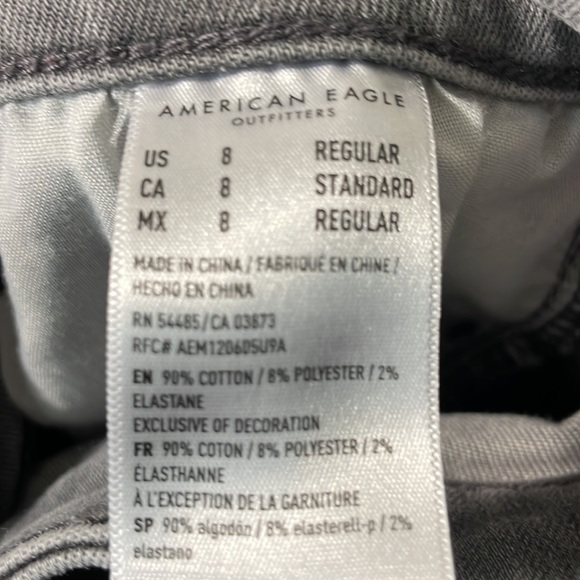 AMERICAN EAGLE
OUTFITTERS
US 8 REGULAR
CA 8 STANDARD
MX 8 REGULAR
MADE IN CHINA / FABRIQUÉ EN CHINE /
HECHO EN CHINA
RN 54485/CA 03873
RFC# AEM120605U9A
EN 90% COTTON / 8% POLYESTER / 2%
ELASTANE
EXCLUSIVE OF DECORATION
FR 90% COTON / 8% POLYESTER / 2%
ÉLASTHANNE
À L'EXCEPTION DE LA GARNITURE
SP 90% algodón / 8% elasterell-p / 2%
elastano